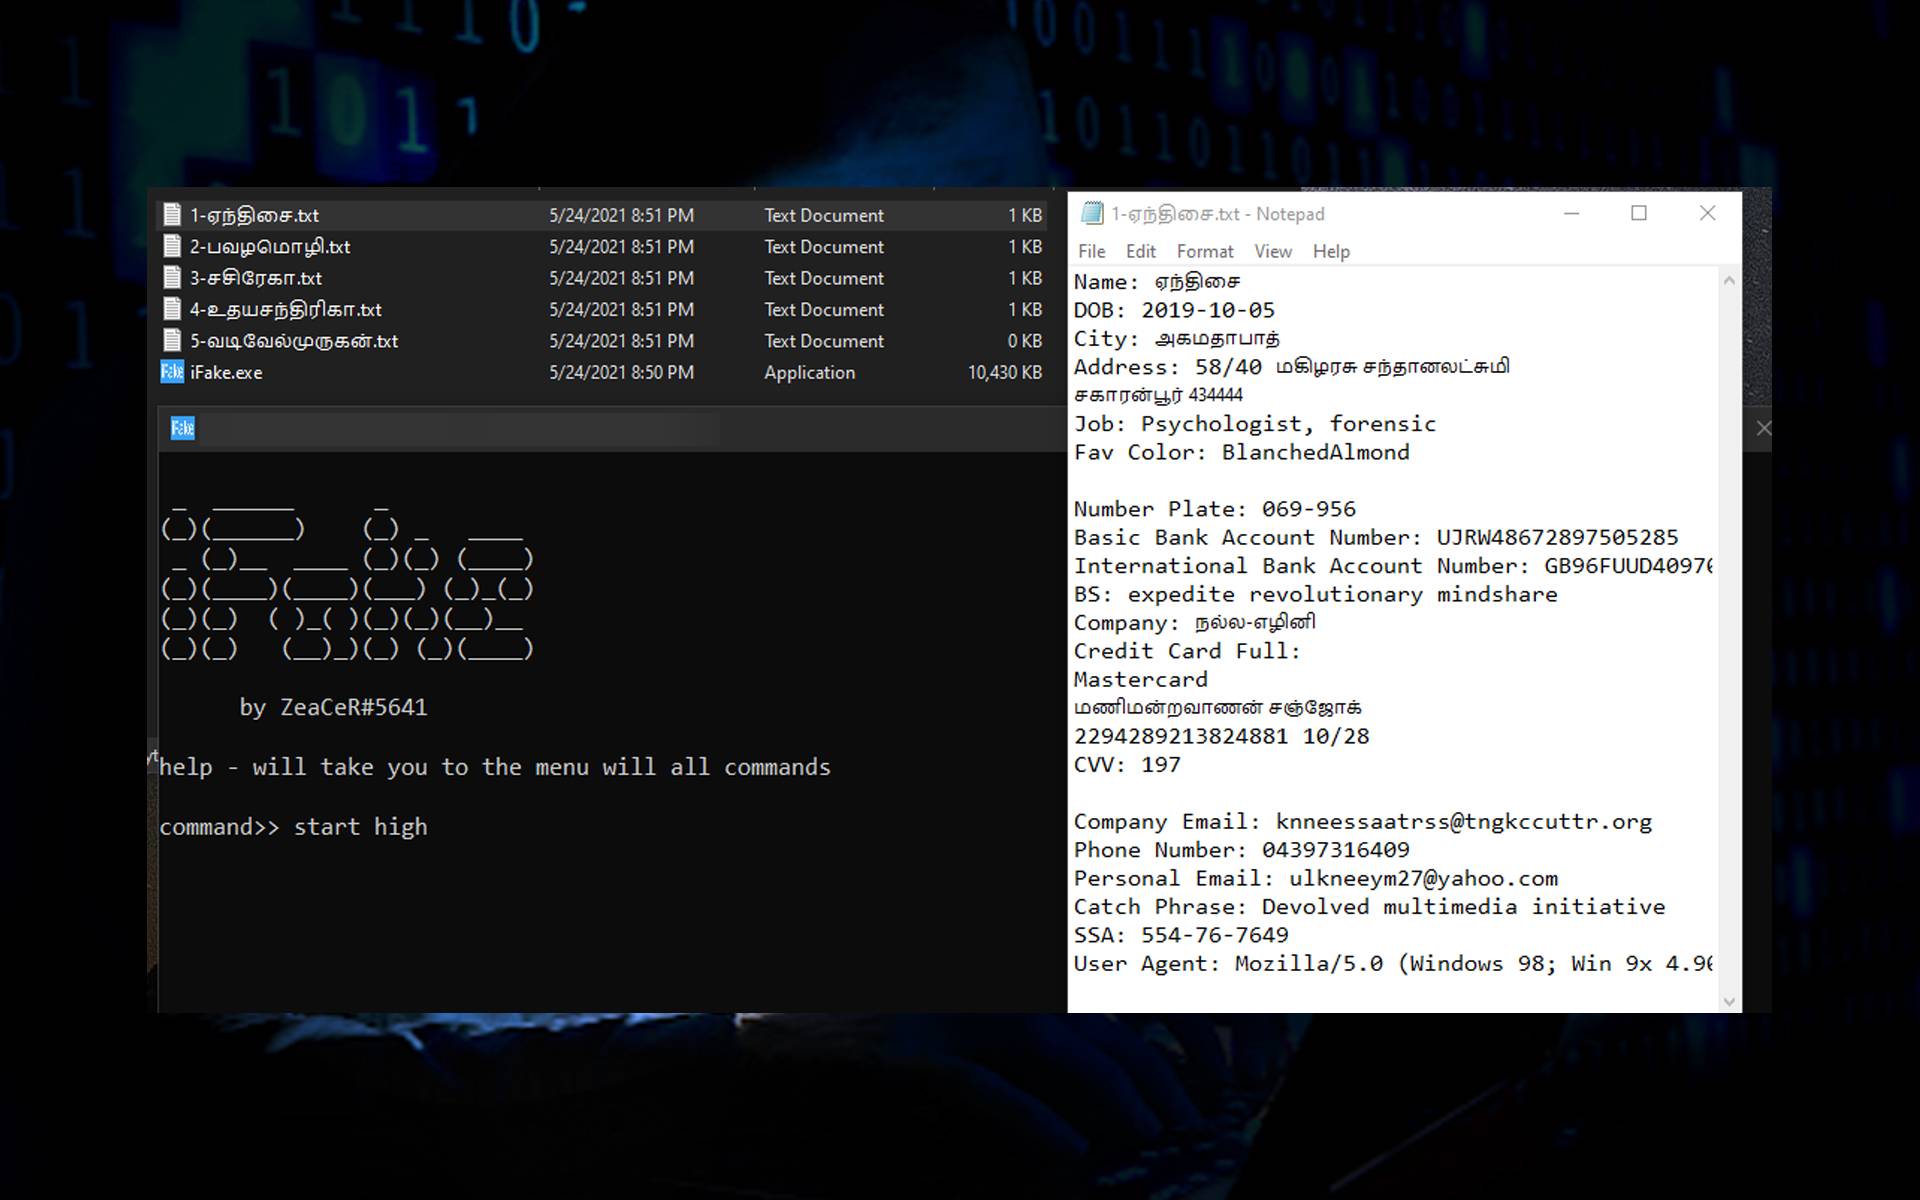 1-ஏந்திசை.txt 5/24/2021 8:51 PM Text Document 1 KB
2-பவழமொழி.txt 5/24/2021 8:51 PM Text Document 1 KB
3-சசிரேகா.txt 5/24/2021 8:51 PM Text Document 1 KB
4-உதயசந்திரிகா.txt 5/24/2021 8:51 PM Text Document 1 KB
5-வடிவேல்முருகன்.txt 5/24/2021 8:51 PM Text Document 0 KB
Fake iFake.exe 5/24/2021 8:50 PM Application 10,430 KB
Fake
iFake
by ZeaCeR#5641
help - will take you to the menu will all commands
command>> start high
1-ஏந்திசை.txt - Notepad
File Edit Format View Help
Name: ஏந்திசை
DOB: 2019-10-05
City: அகமதாபாத்
Address: 58/40 மகிழரசு சந்தானலட்சுமி
சகாரன்பூர் 434444
Job: Psychologist, forensic
Fav Color: BlanchedAlmond
Number Plate: 069-956
Basic Bank Account Number: UJRW48672897505285
International Bank Account Number: GB96FUUD4097
BS: expedite revolutionary mindshare
Company: நல்ல-எழினி
Credit Card Full:
Mastercard
மணிமன்றவாணன் சஞ்ஜோக்
2294289213824881 10/28
CVV: 197
Company Email: knneessaatrss@tngkccuttr.org
Phone Number: 04397316409
Personal Email: ulkneeym27@yahoo.com
Catch Phrase: Devolved multimedia initiative
SSA: 554-76-7649
User Agent: Mozilla/5.0 (Windows 98; Win 9x 4.9